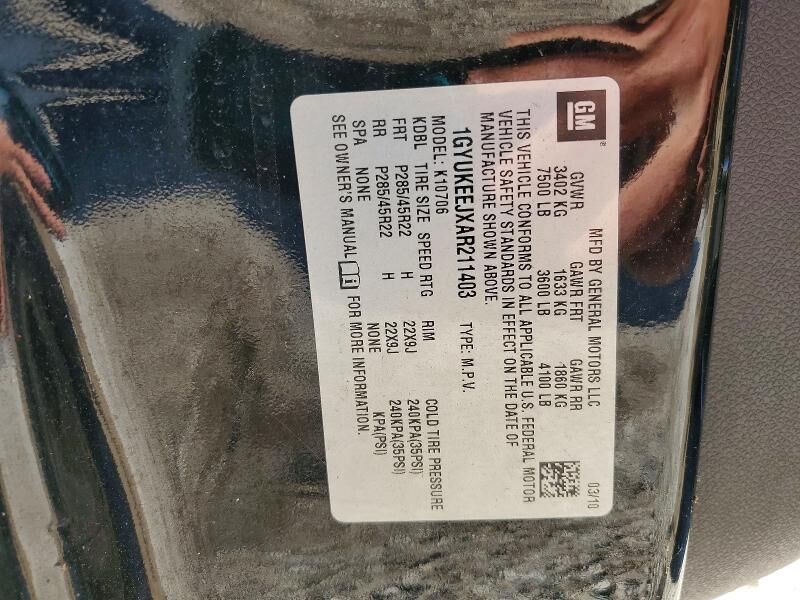 GM®
MFD BY GENERAL MOTORS LLC 03/10
GVWR GAWR FRT GAWR RR
3402 KG 1633 KG 1860 KG
7500 LB 3600 LB 4100 LB
THIS VEHICLE CONFORMS TO ALL APPLICABLE U.S. FEDERAL MOTOR
VEHICLE SAFETY STANDARDS IN EFFECT ON THE DATE OF
MANUFACTURE SHOWN ABOVE.
1GYUKEEJXAR211403 TYPE: M.P.V.
MODEL: K10706
KDBL TIRE SIZE SPEED RTG RIM COLD TIRE PRESSURE
FRT P285/45R22 H 22X9J 240KPA(35PSI)
RR P285/45R22 H 22X9J 240KPA(35PSI)
SPA NONE NONE KPA(PSI)
SEE OWNER'S MANUAL FOR MORE INFORMATION.